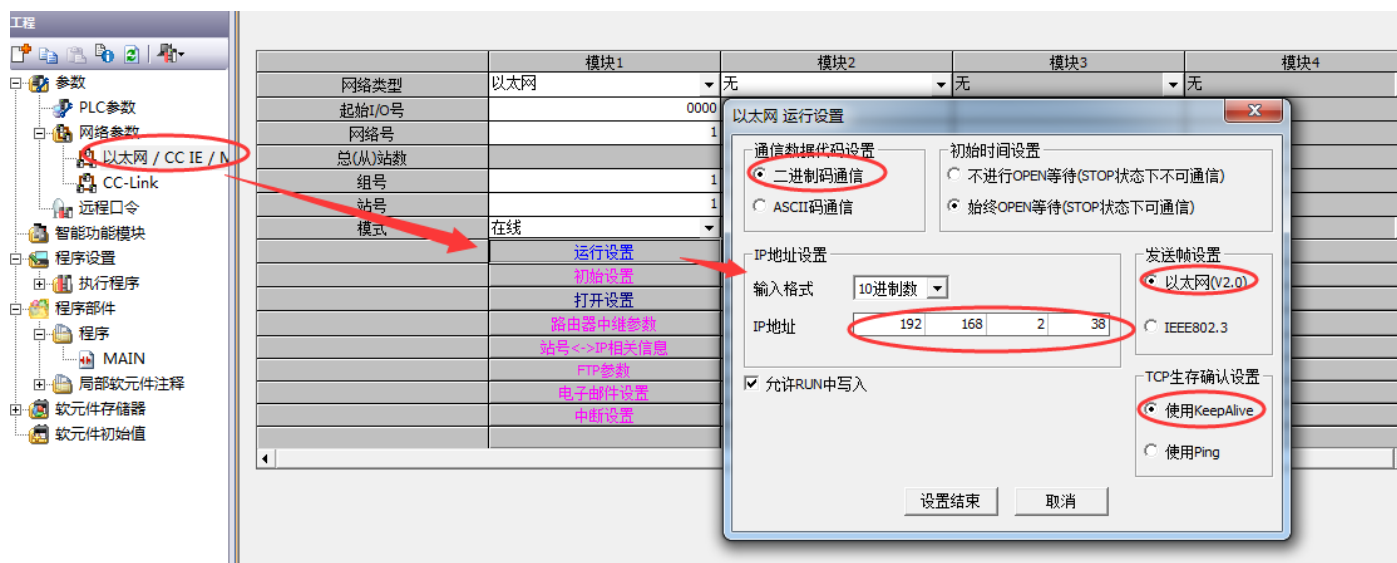 工程
参数
PLC参数
网络参数
以太网 / CC IE / M
CC-Link
远程口令
智能功能模块
程序设置
执行程序
程序部件
程序
MAIN
局部软元件注释
软元件存储器
软元件初始值
模块1 模块2 模块3 模块4
网络类型 以太网 无 无 无
起始I/O号 0000
网络号 1
总(从)站数
组号 1
站号 1
模式 在线
运行设置
初始设置
打开设置
路由器中继参数
站号<->IP相关信息
FTP参数
电子邮件设置
中断设置
以太网 运行设置
通信数据代码设置
二进制码通信
ASCII码通信
初始时间设置
不进行OPEN等待(STOP状态下不可通信)
始终OPEN等待(STOP状态下可通信)
IP地址设置
输入格式 10进制数
IP地址 192 168 2 38
发送帧设置
以太网(V2.0)
IEEE802.3
允许RUN中写入
TCP生存确认设置
使用KeepAlive
使用Ping
设置结束 取消